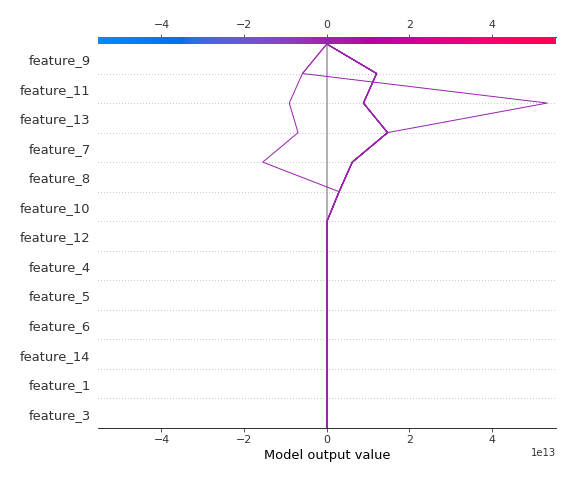 −4 −2 0 2 4
feature_9
feature_11
feature_13
feature_7
feature_8
feature_10
feature_12
feature_4
feature_5
feature_6
feature_14
feature_1
feature_3
−4 −2 0 2 4
1e13
Model output value